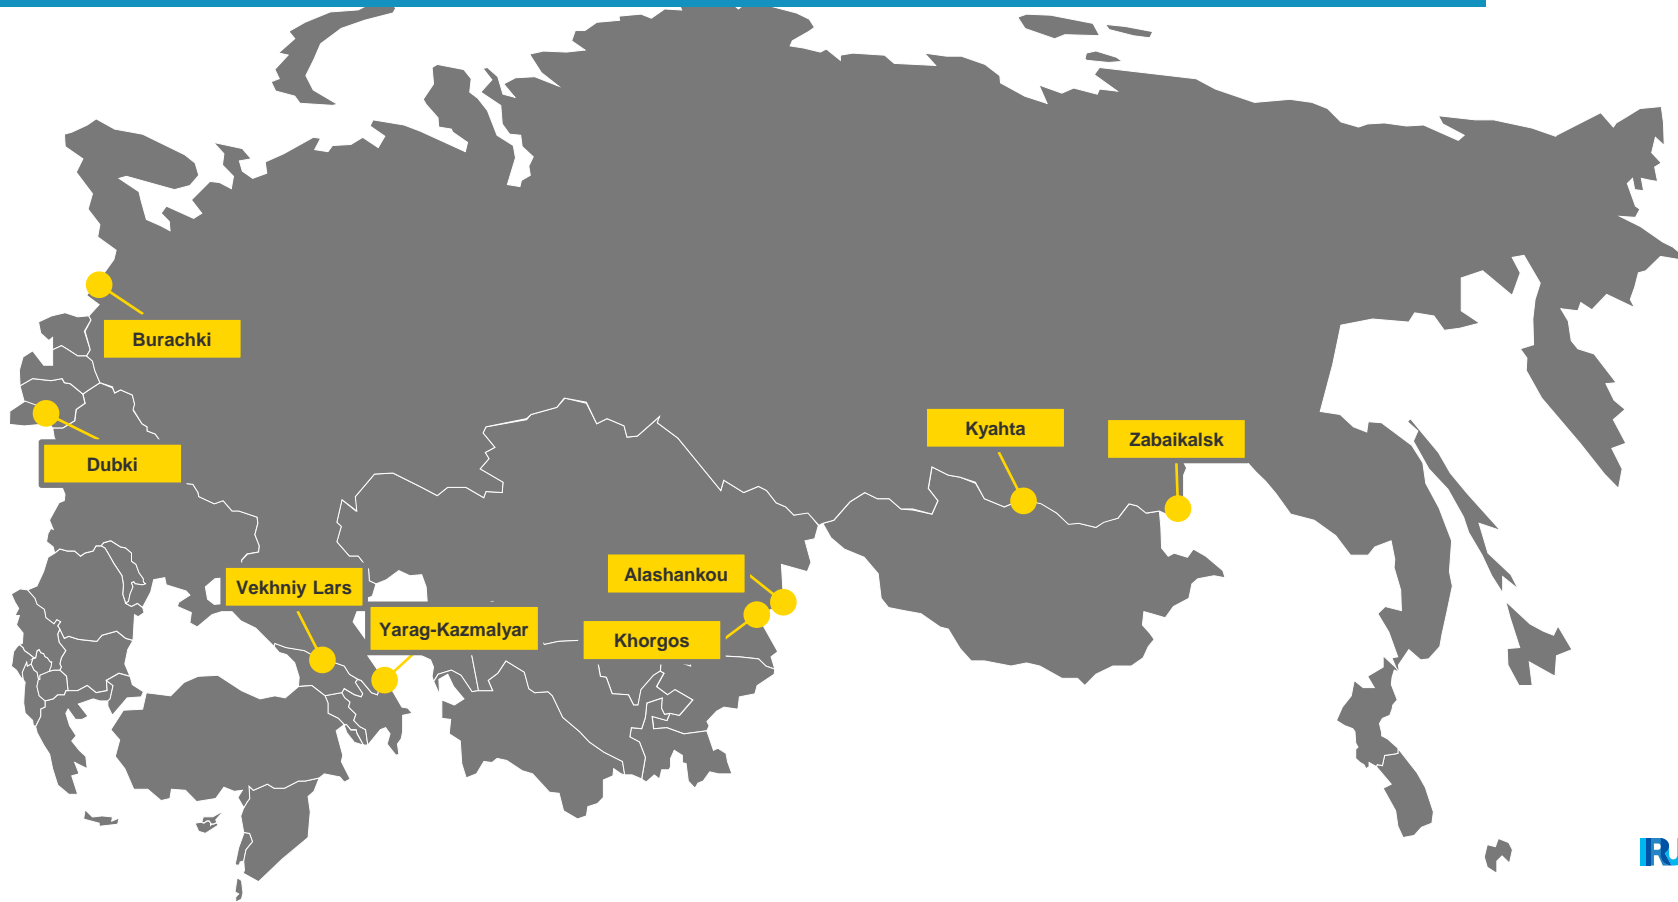 Burachki
Kyahta
Zabaikalsk
Dubki
Alashankou
Vekhniy Lars
Yarag-Kazmalyar
Khorgos
IRU